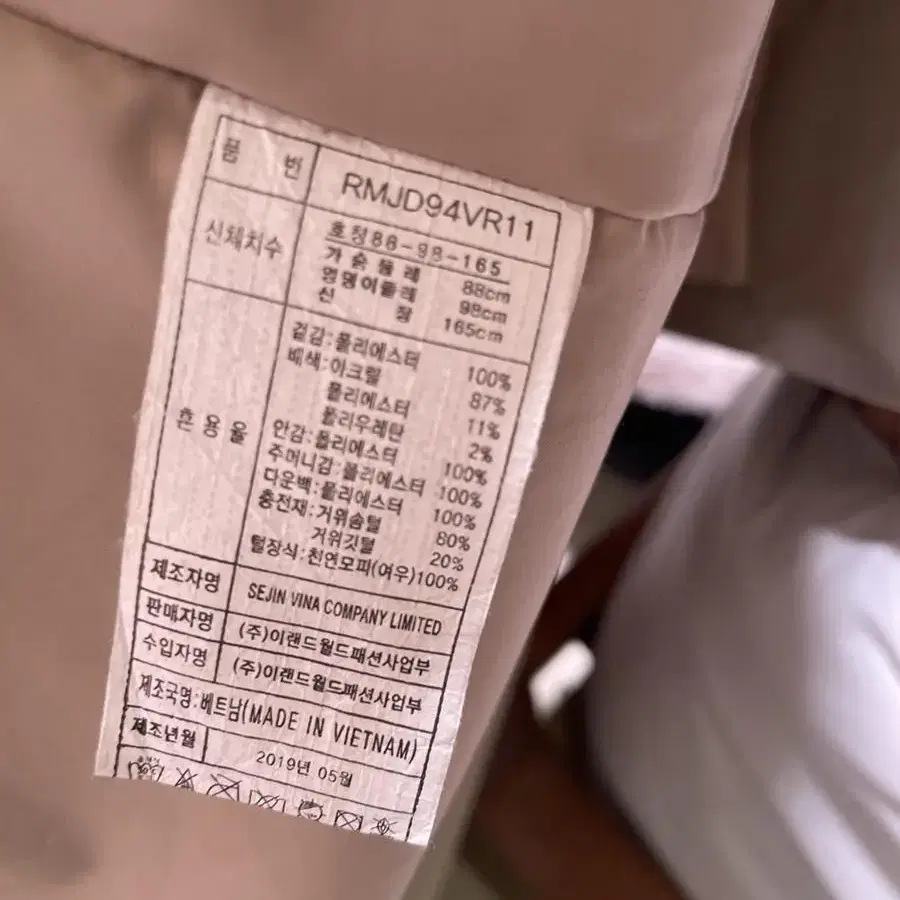 품 번 RMJD94VR11
신체치수 호칭88-98-165
가슴둘레 88cm
엉덩이둘레 98cm
신장 165cm
혼용율 겉감:폴리에스터 100%
배색:아크릴 87%
폴리에스터 11%
폴리우레탄 2%
안감:폴리에스터 100%
주머니감:폴리에스터 100%
다운백:폴리에스터 100%
충전재:거위솜털 80%
거위깃털 20%
털장식:천연모피(여우)100%
제조자명 SEJIN VINA COMPANY LIMITED
판매자명 (주)이랜드월드패션사업부
수입자명 (주)이랜드월드패션사업부
제조국명:베트남(MADE IN VIETNAM)
제조년월 2019년 05월